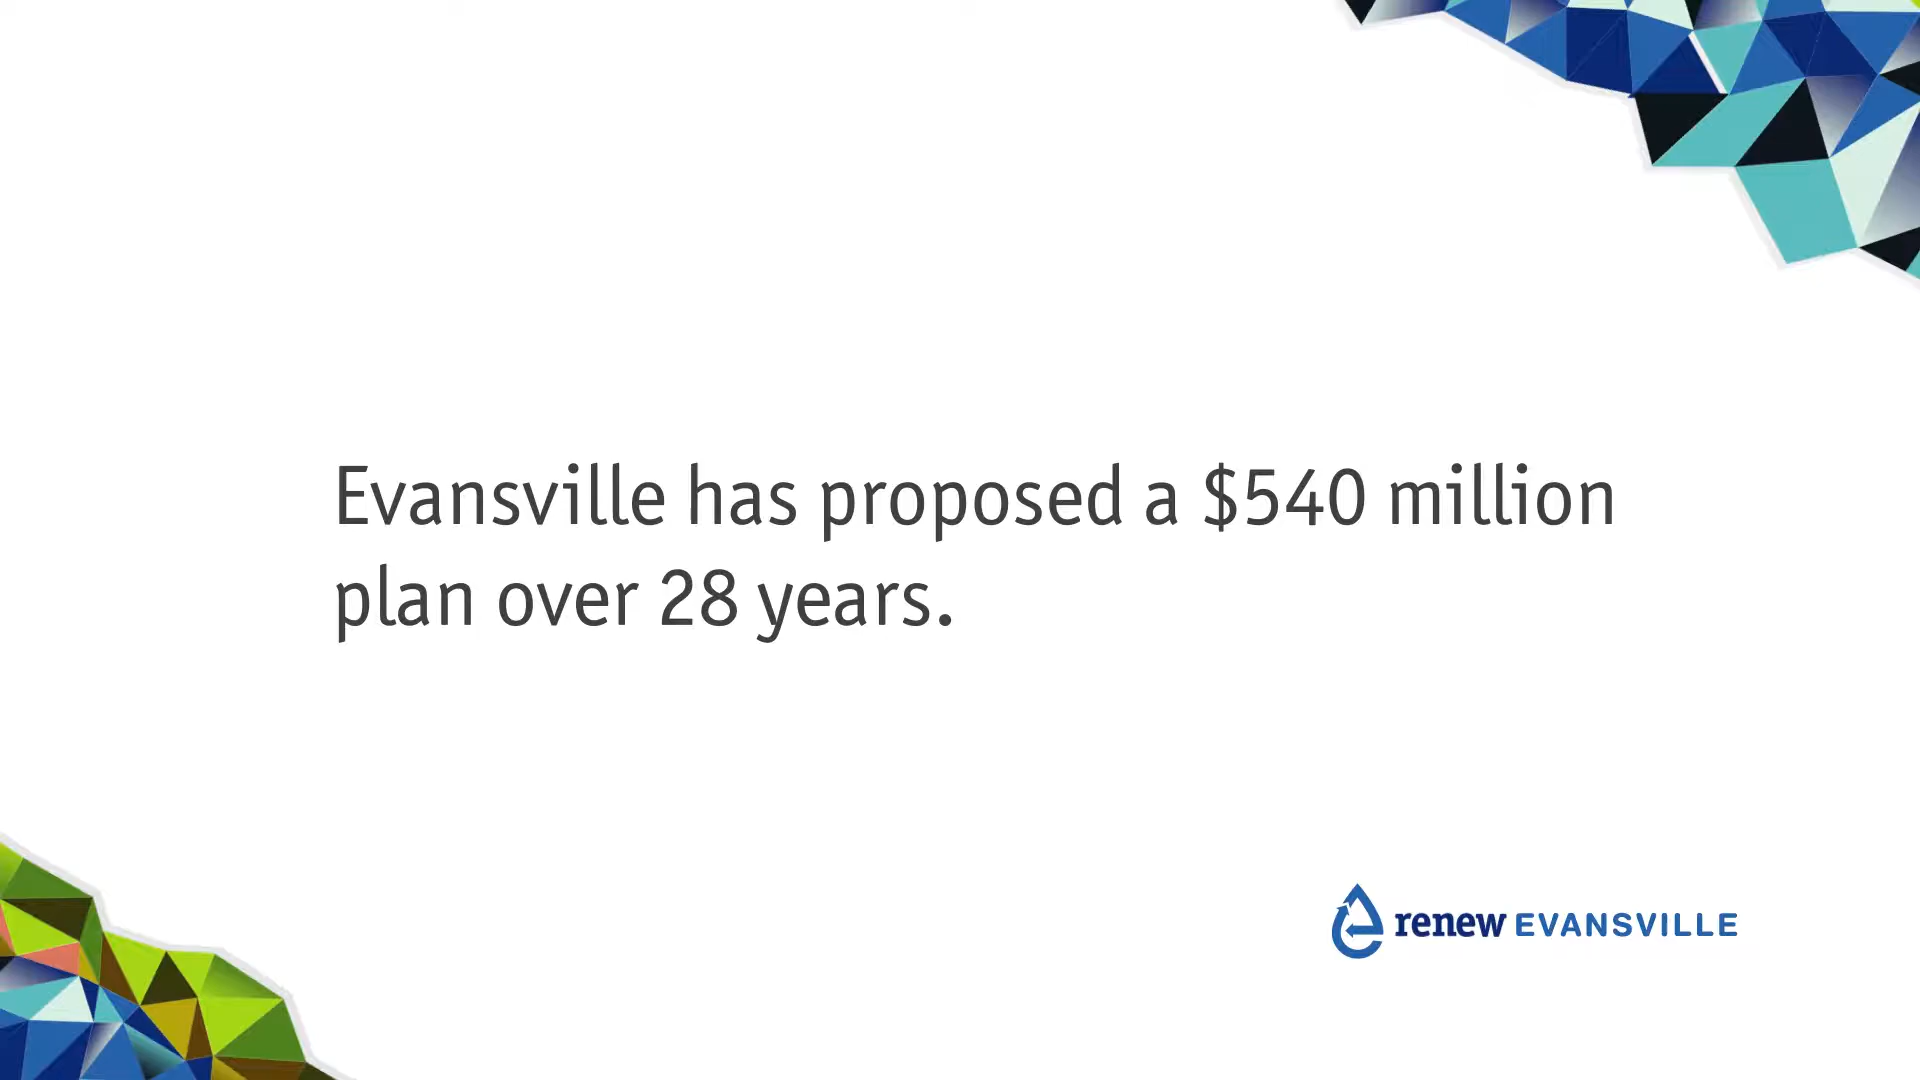 Evansville has proposed a $540 million
plan over 28 years.
renew EVANSVILLE